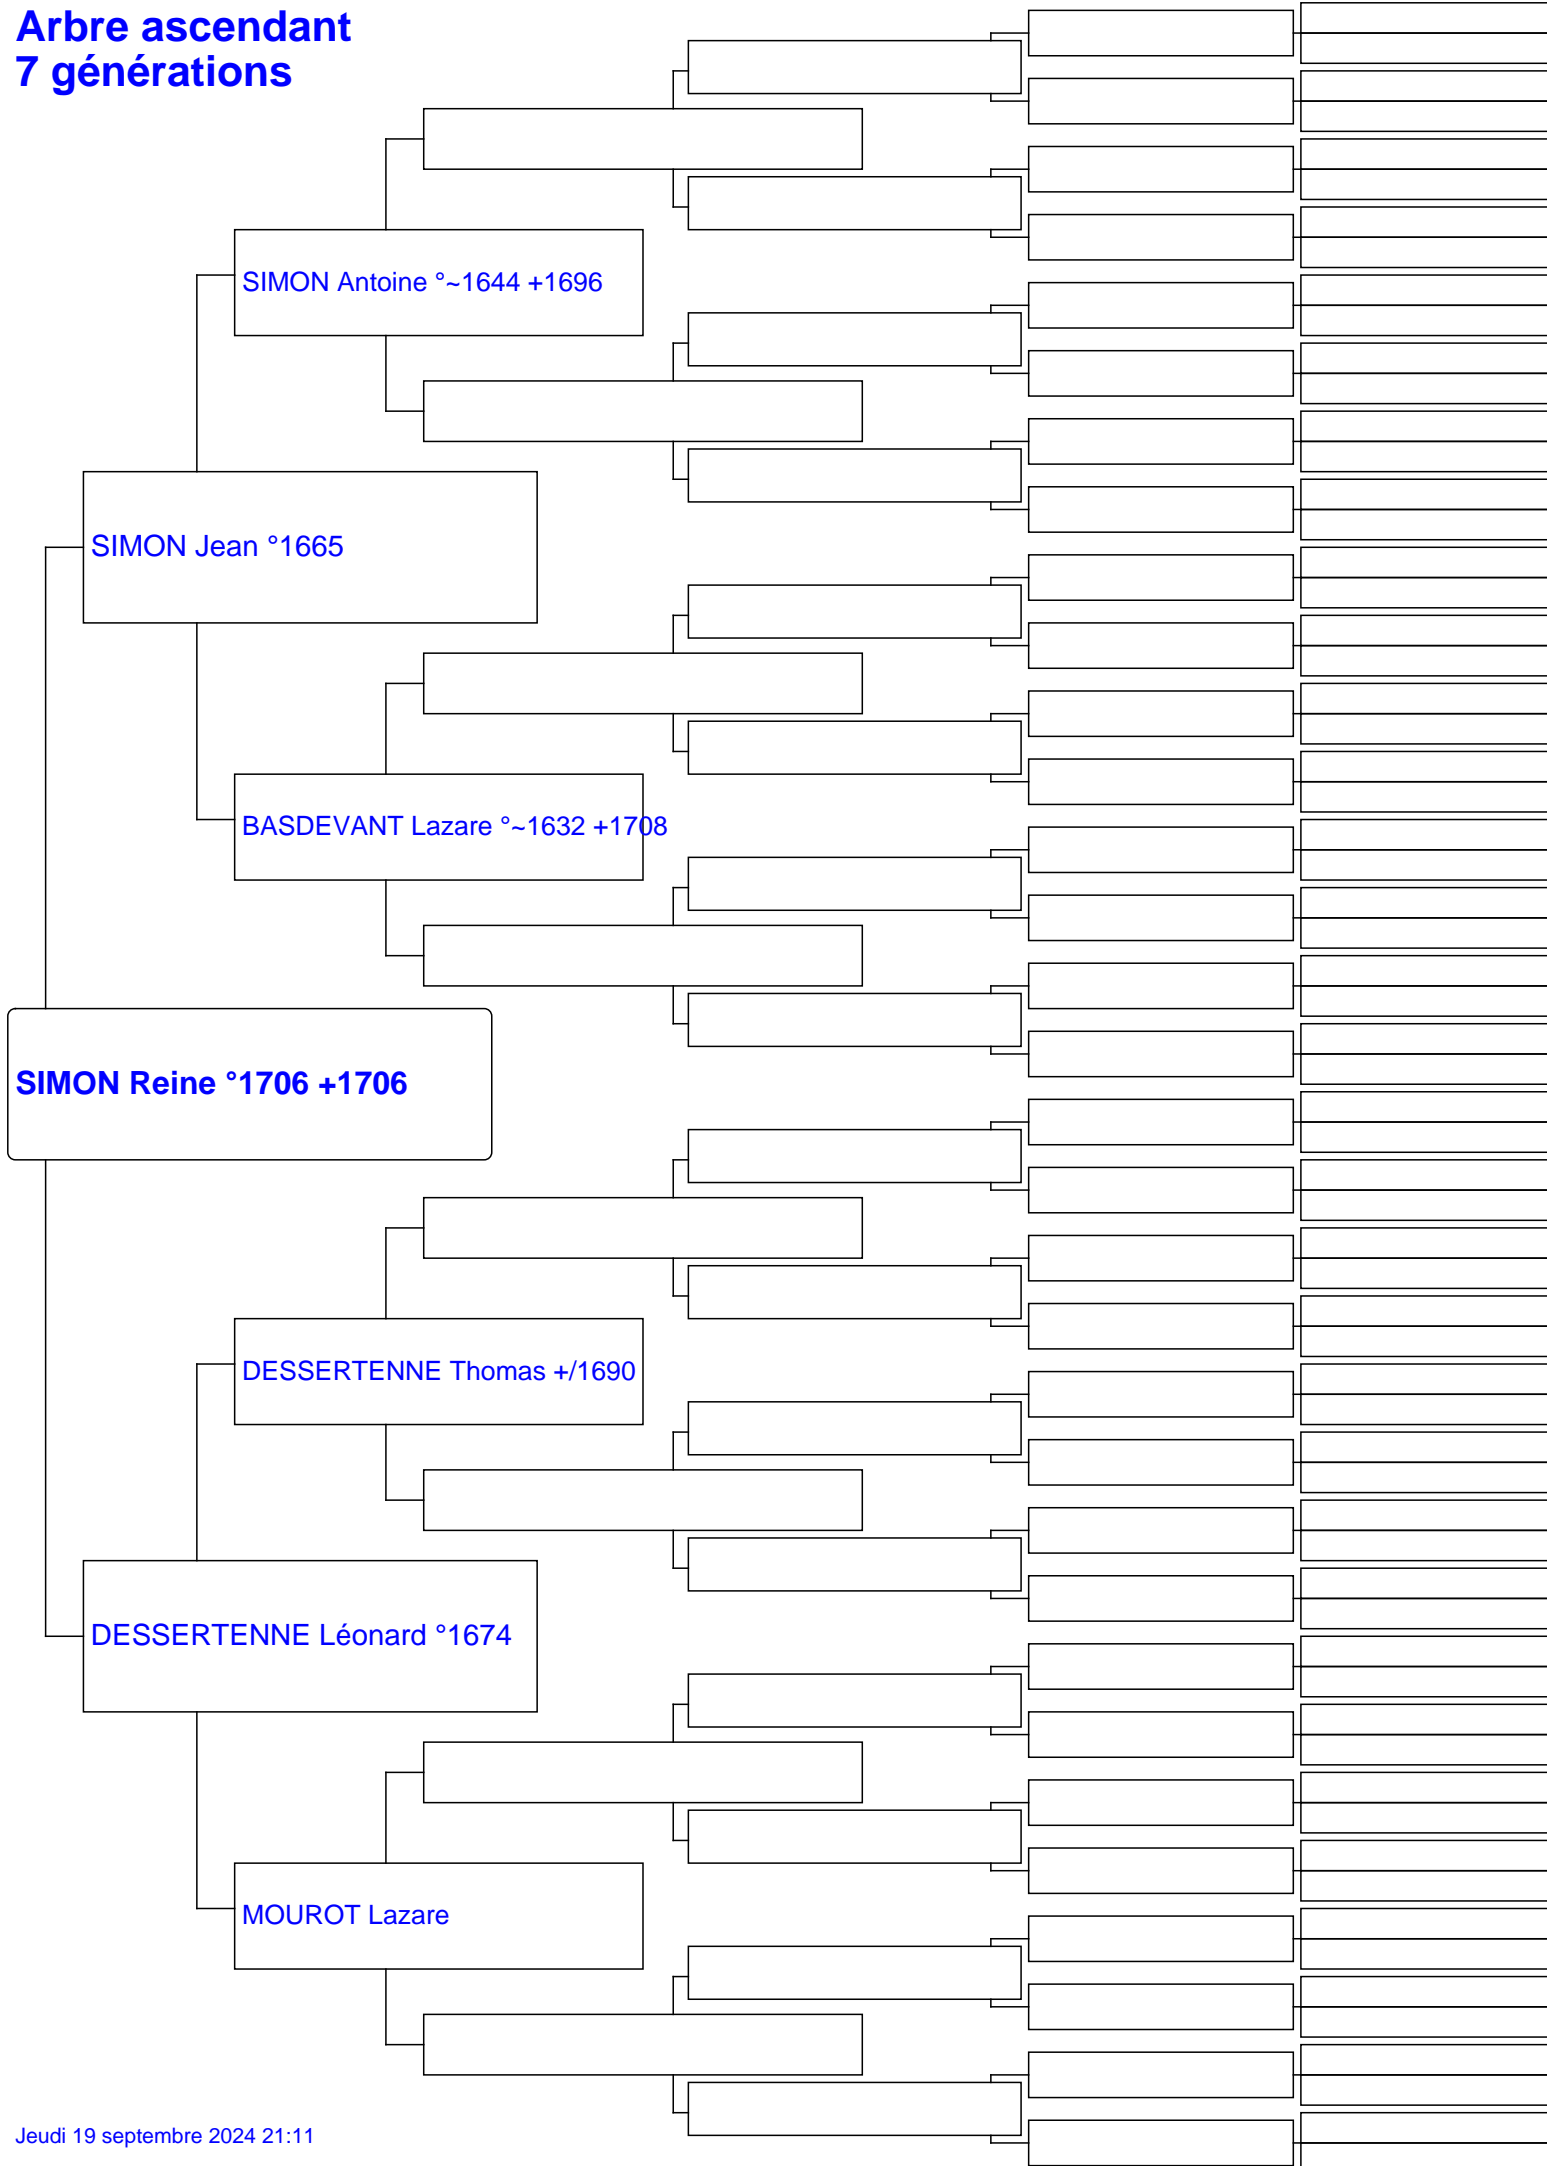 Arbre ascendant
7 générations
SIMON Antoine °~1644 +1696
SIMON Jean °1665
BASDEVANT Lazare °~1632 +1708
SIMON Reine °1706 +1706
DESSERTENNE Thomas +/1690
DESSERTENNE Léonard °1674
MOUROT Lazare
Jeudi 19 septembre 2024 21:11